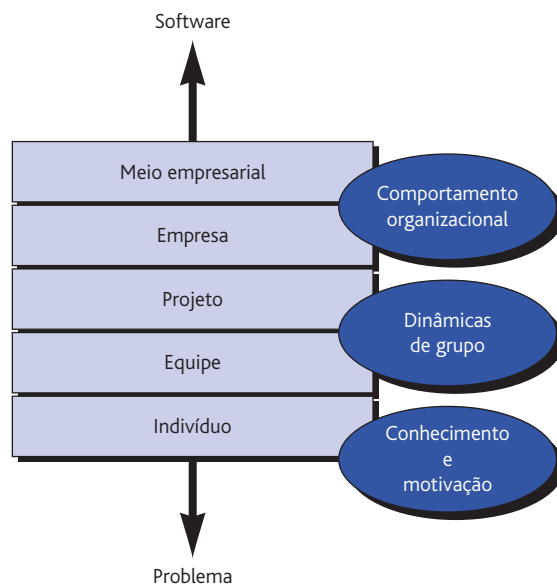 Software
Meio empresarial
Comportamento
organizacional
Empresa
Projeto
Dinâmicas
de grupo
Equipe
Indivíduo
Conhecimento
e
motivação
Problema